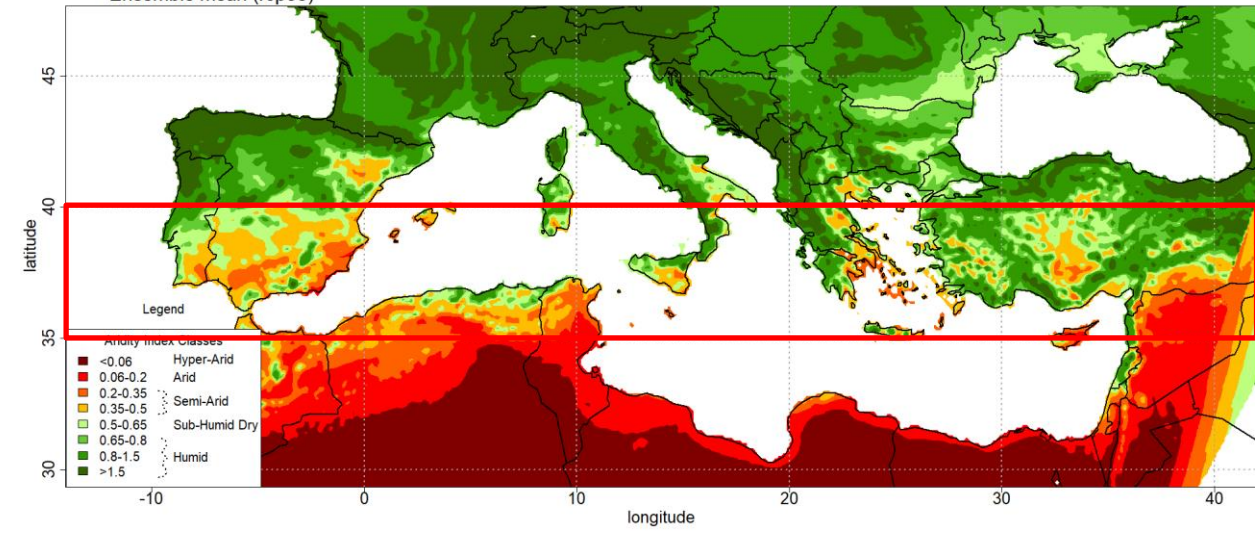 45
40
35
30
latitude
Legend
Aridity Index Classes
<0.06 Hyper-Arid
0.06-0.2 Arid
0.2-0.35
Semi-Arid
0.35-0.5
0.5-0.65 Sub-Humid Dry
0.65-0.8
0.8-1.5 Humid
>1.5
-10 0 10 20 30 40
longitude